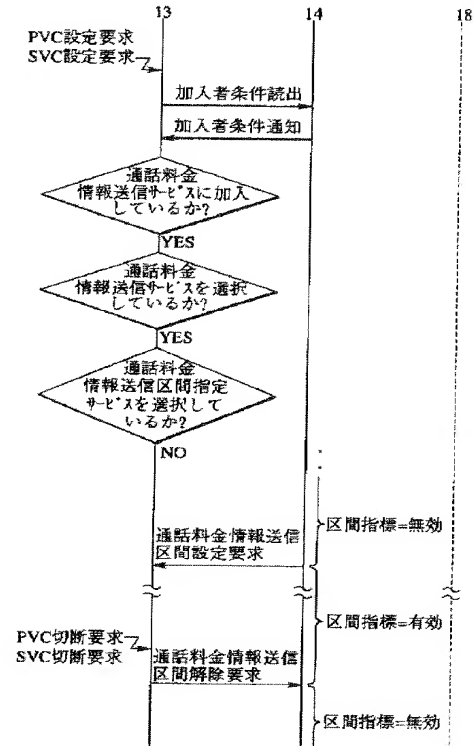 13
14
18
PVC設定要求
SVC設定要求
加入者条件読出
加入者条件通知
通話料金
情報送信サービスに加入
しているか?
YES
通話料金
情報送信サービスを選択
しているか?
YES
通話料金
情報送信区間指定
サービスを選択して
いるか?
NO
区間指標=無効
通話料金情報送信
区間設定要求
区間指標=有効
PVC切断要求
SVC切断要求
通話料金情報送信
区間解除要求
区間指標=無効